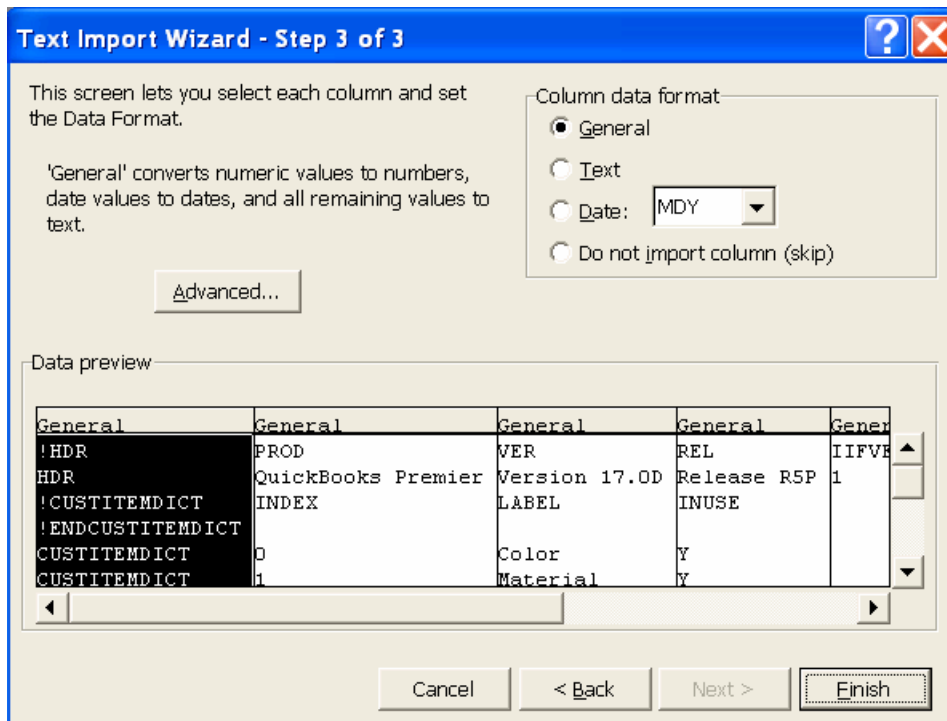 Text Import Wizard - Step 3 of 3
This screen lets you select each column and set
the Data Format.
'General' converts numeric values to numbers,
date values to dates, and all remaining values to
text.
Advanced...
Column data format
General
Text
Date: MDY
Do not import column (skip)
Data preview
General General General General Gener
!HDR PROD VER REL IIFVE
HDR QuickBooks Premier Version 17.0D Release R5P 1
!CUSTITEMDICT INDEX LABEL INUSE
!ENDCUSTITEMDICT
CUSTITEMDICT 0 Color Y
CUSTITEMDICT 1 Material Y
Cancel < Back Next > Finish